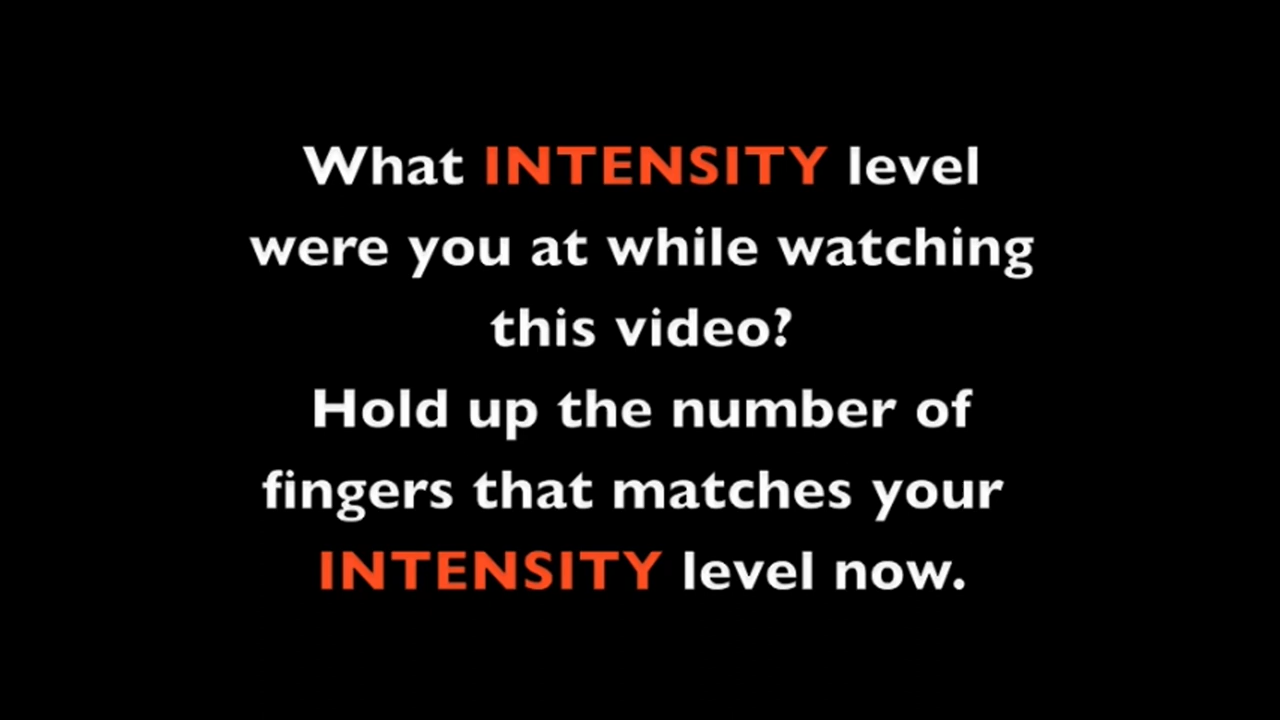 What INTENSITY level
were you at while watching
this video?
Hold up the number of
fingers that matches your
INTENSITY level now.